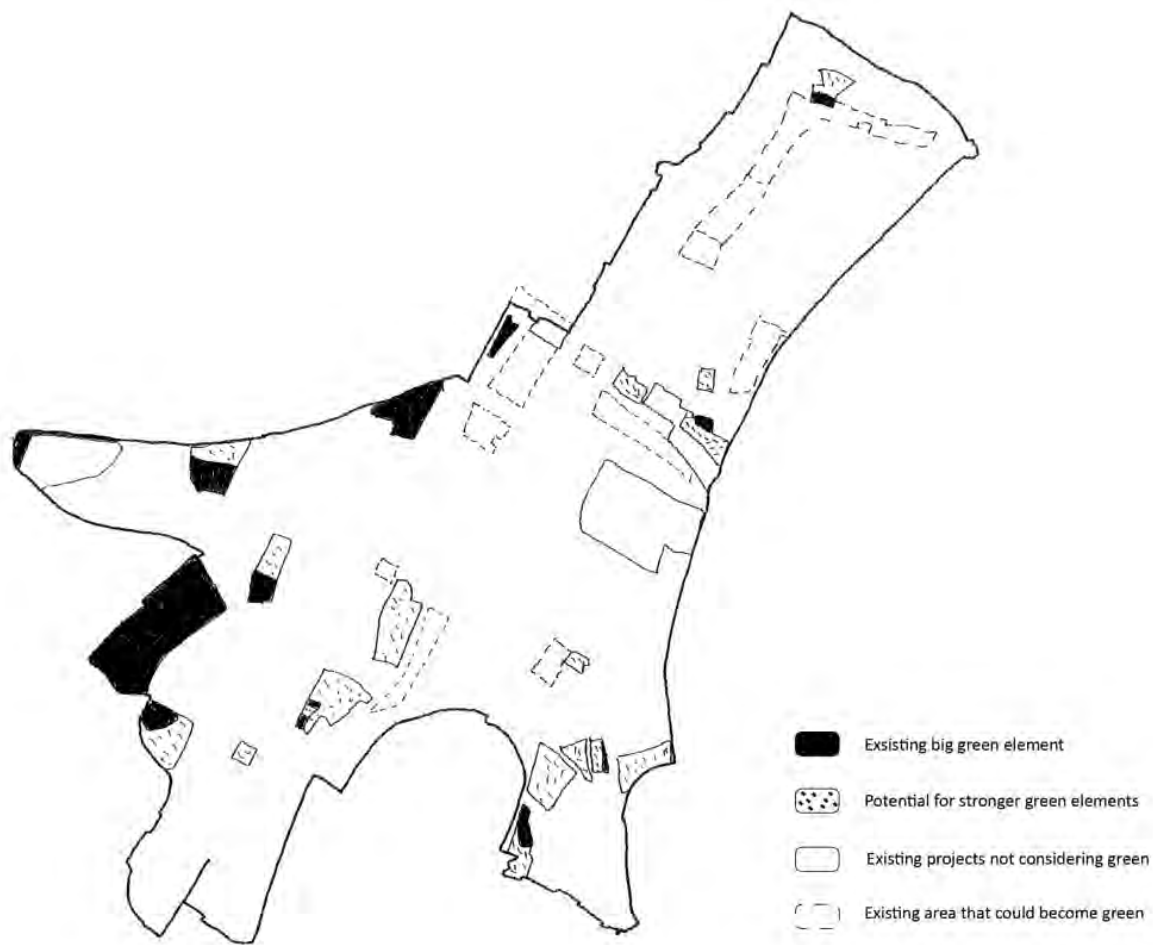 Exsisting big green element
Potential for stronger green elements
Existing projects not considering green
Existing area that could become green